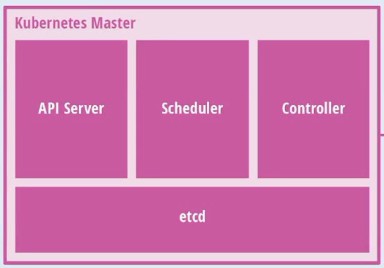 Kubernetes Master
API Server
Scheduler
Controller
etcd